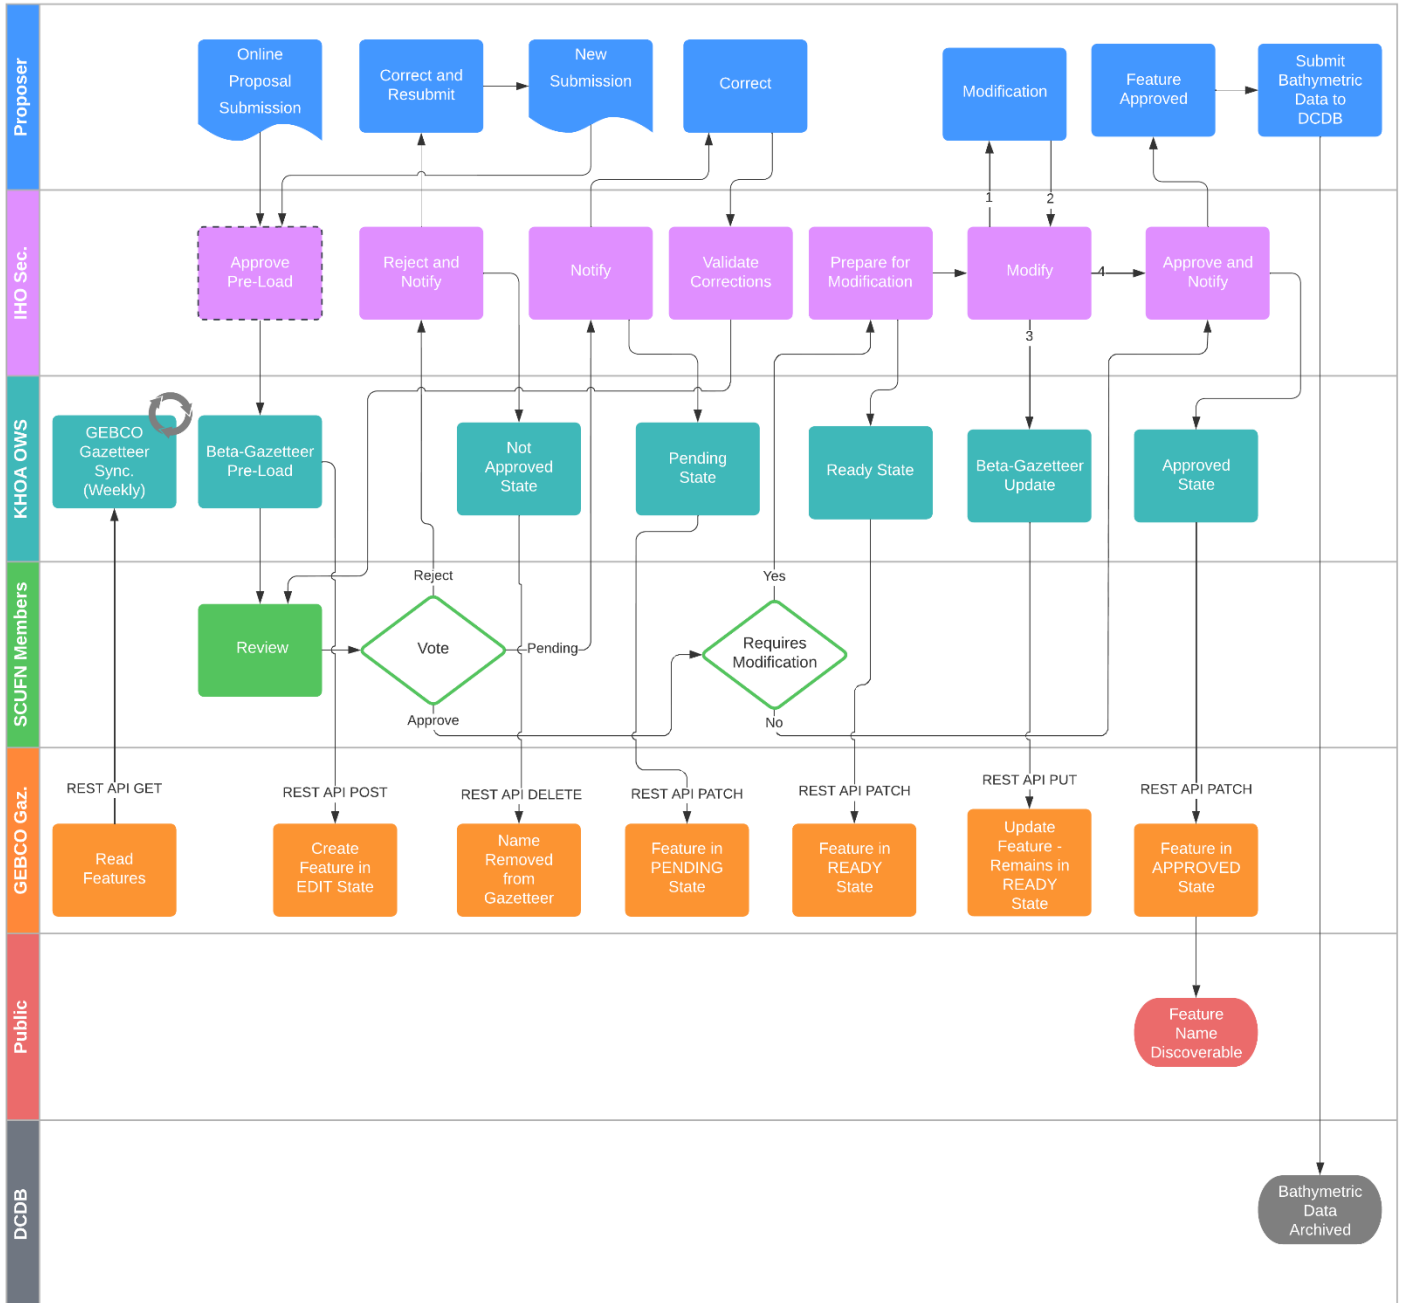 Proposer
Online
Proposal
Submission
Correct and
Resubmit
New
Submission
Correct
Modification
Feature
Approved
Submit
Bathymetric
Data to
DCDB
IHO Sec.
1
2
Approve
Pre-Load
Reject and
Notify
Notify
Validate
Corrections
Prepare for
Modification
Modify
4
Approve and
Notify
3
KHOA OWS
GEBCO
Gazetteer
Sync.
(Weekly)
Beta-Gazetteer
Pre-Load
Not
Approved
State
Pending
State
Ready State
Beta-Gazetteer
Update
Approved
State
SCUFN Members
Reject
Yes
Review
Vote
Pending
Requires
Modification
Approve
No
GEBCO Gaz.
REST API GET
REST API POST
REST API DELETE
REST API PATCH
REST API PATCH
REST API PUT
REST API PATCH
Read
Features
Create
Feature in
EDIT State
Name
Removed
from
Gazetteer
Feature in
PENDING
State
Feature in
READY
State
Update
Feature -
Remains in
READY
State
Feature in
APPROVED
State
Public
Feature
Name
Discoverable
DCDB
Bathymetric
Data
Archived